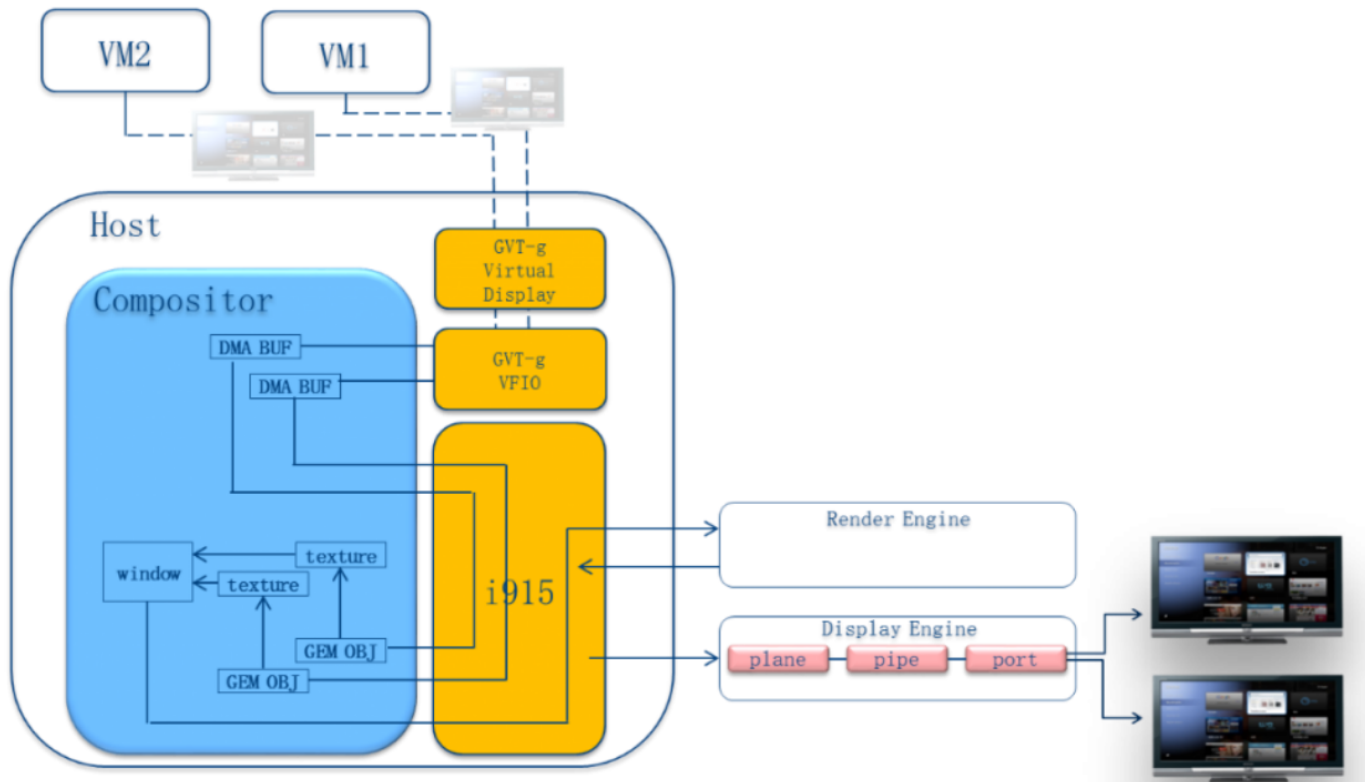 VM2
VM1
Host
GVT-g
Virtual
Display
Compositor
DMA BUF
GVT-g
VFIO
DMA BUF
Render Engine
texture
window
texture
i915
Display Engine
GEM OBJ
plane
pipe
port
GEM OBJ